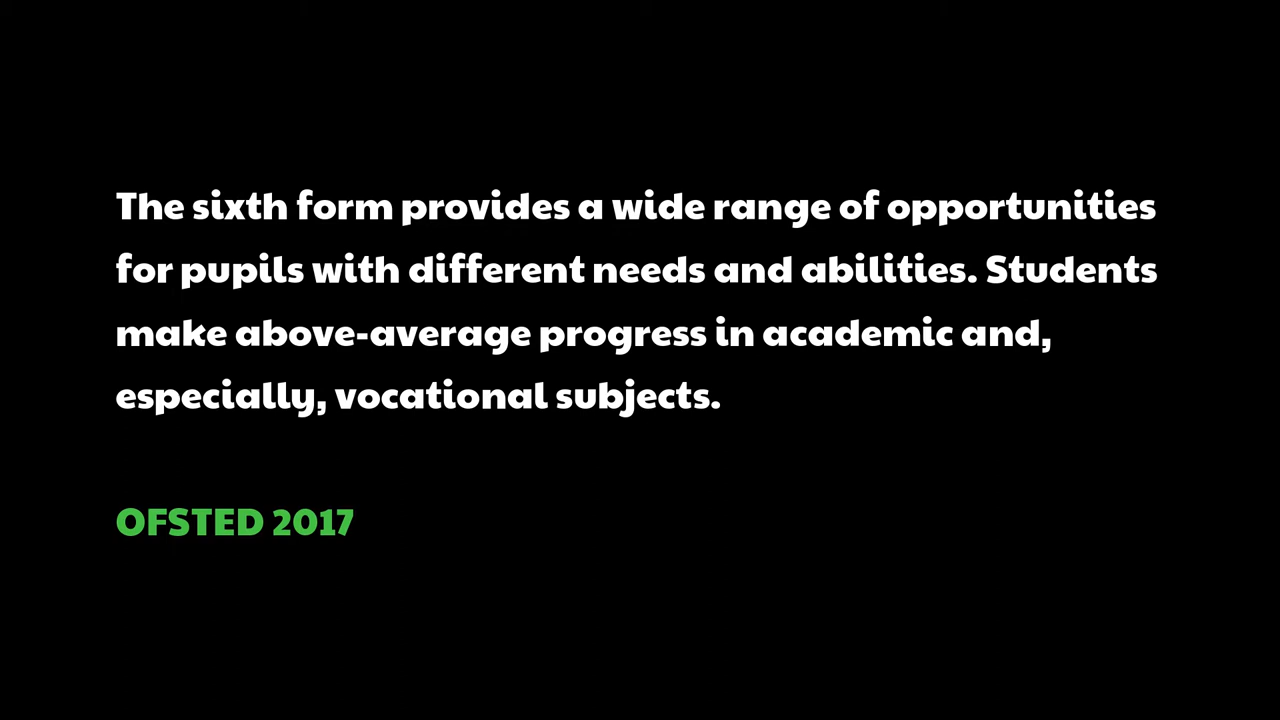 The sixth form provides a wide range of opportunities
for pupils with different needs and abilities. Students
make above-average progress in academic and,
especially, vocational subjects.
OFSTED 2017